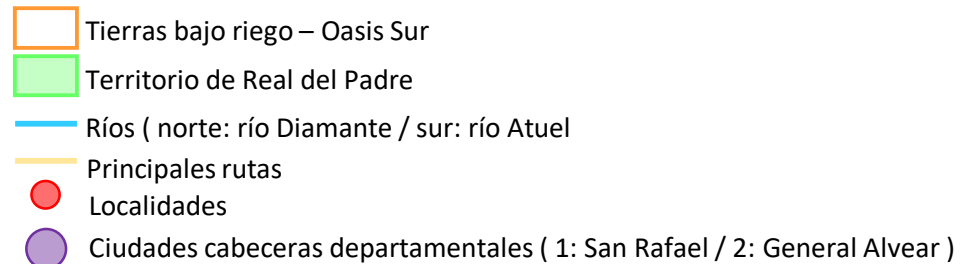 Tierras bajo riego – Oasis Sur
Territorio de Real del Padre
Ríos ( norte: río Diamante / sur: río Atuel
Principales rutas
Localidades
Ciudades cabeceras departamentales ( 1: San Rafael / 2: General Alvear )